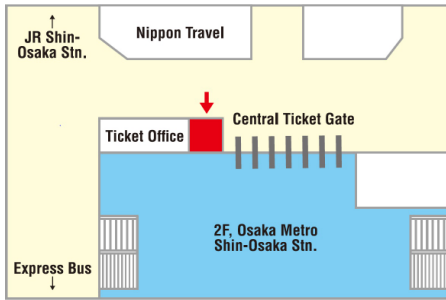 ↑
JR Shin-
Osaka Stn.
Nippon Travel
Ticket Office
Central Ticket Gate
2F, Osaka Metro
Shin-Osaka Stn.
Express Bus
↓